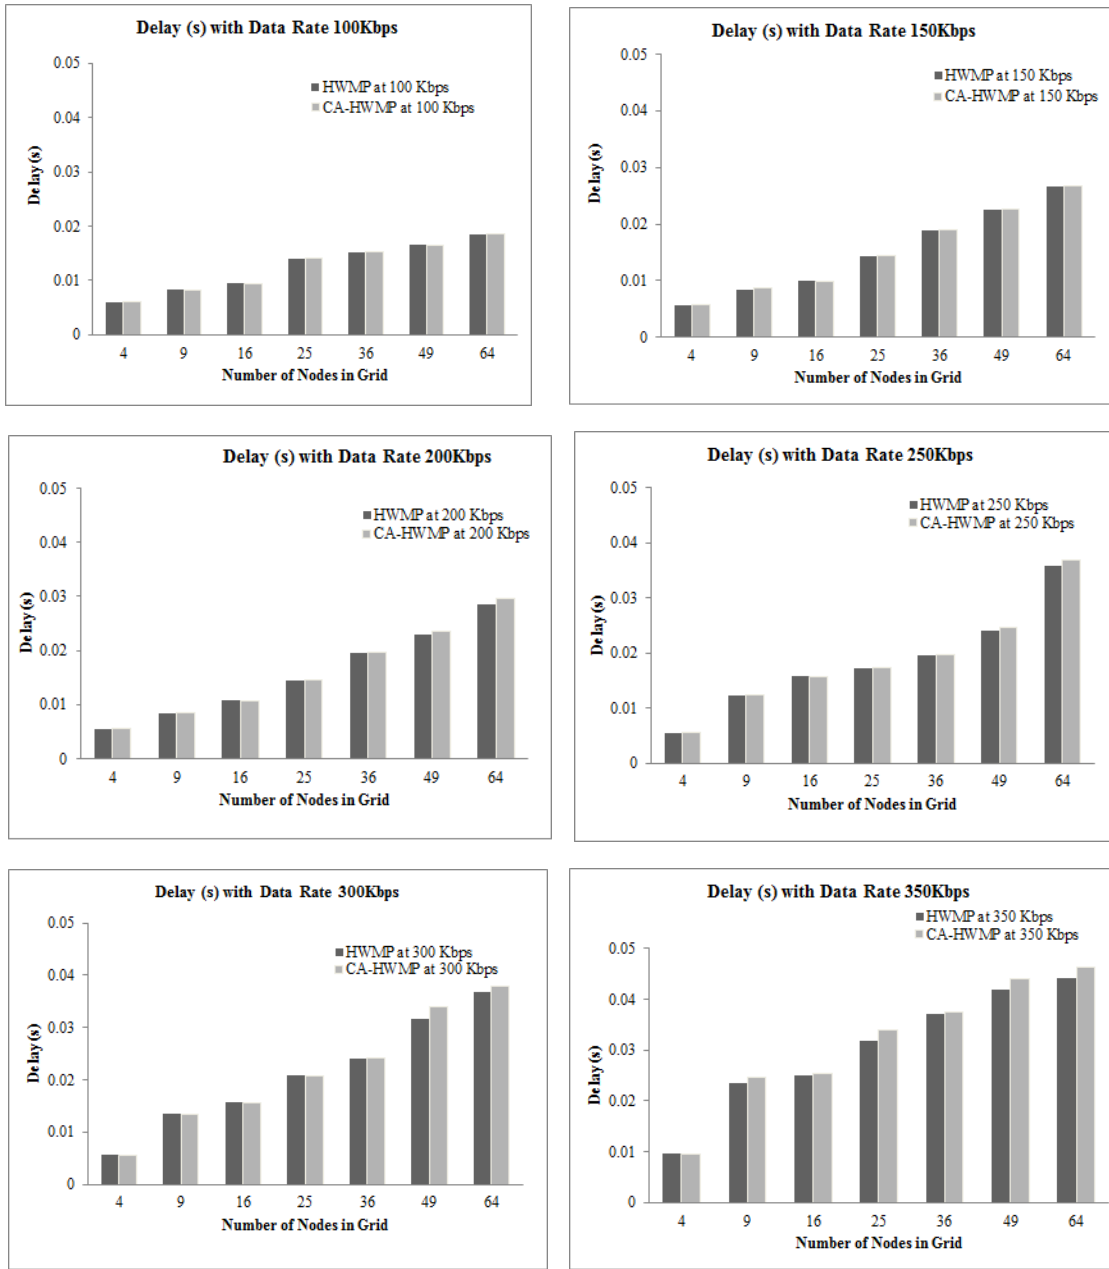 Delay (s) with Data Rate 100Kbps
HWMP at 100 Kbps
CA-HWMP at 100 Kbps
0.05
0.04
0.03
0.02
0.01
0
Delay(s)
4 9 16 25 36 49 64
Number of Nodes in Grid
Delay (s) with Data Rate 150Kbps
HWMP at 150 Kbps
CA-HWMP at 150 Kbps
0.05
0.04
0.03
0.02
0.01
0
Delay(s)
4 9 16 25 36 49 64
Number of Nodes in Grid
Delay (s) with Data Rate 200Kbps
HWMP at 200 Kbps
CA-HWMP at 200 Kbps
0.05
0.04
0.03
0.02
0.01
0
Delay(s)
4 9 16 25 36 49 64
Number of Nodes in Grid
Delay (s) with Data Rate 250Kbps
HWMP at 250 Kbps
CA-HWMP at 250 Kbps
0.05
0.04
0.03
0.02
0.01
0
Delay(s)
4 9 16 25 36 49 64
Number of Nodes in Grid
Delay (s) with Data Rate 300Kbps
HWMP at 300 Kbps
CA-HWMP at 300 Kbps
0.05
0.04
0.03
0.02
0.01
0
Delay(s)
4 9 16 25 36 49 64
Number of Nodes in Grid
Delay (s) with Data Rate 350Kbps
HWMP at 350 Kbps
CA-HWMP at 350 Kbps
0.05
0.04
0.03
0.02
0.01
0
Delay(s)
4 9 16 25 36 49 64
Number of Nodes in Grid